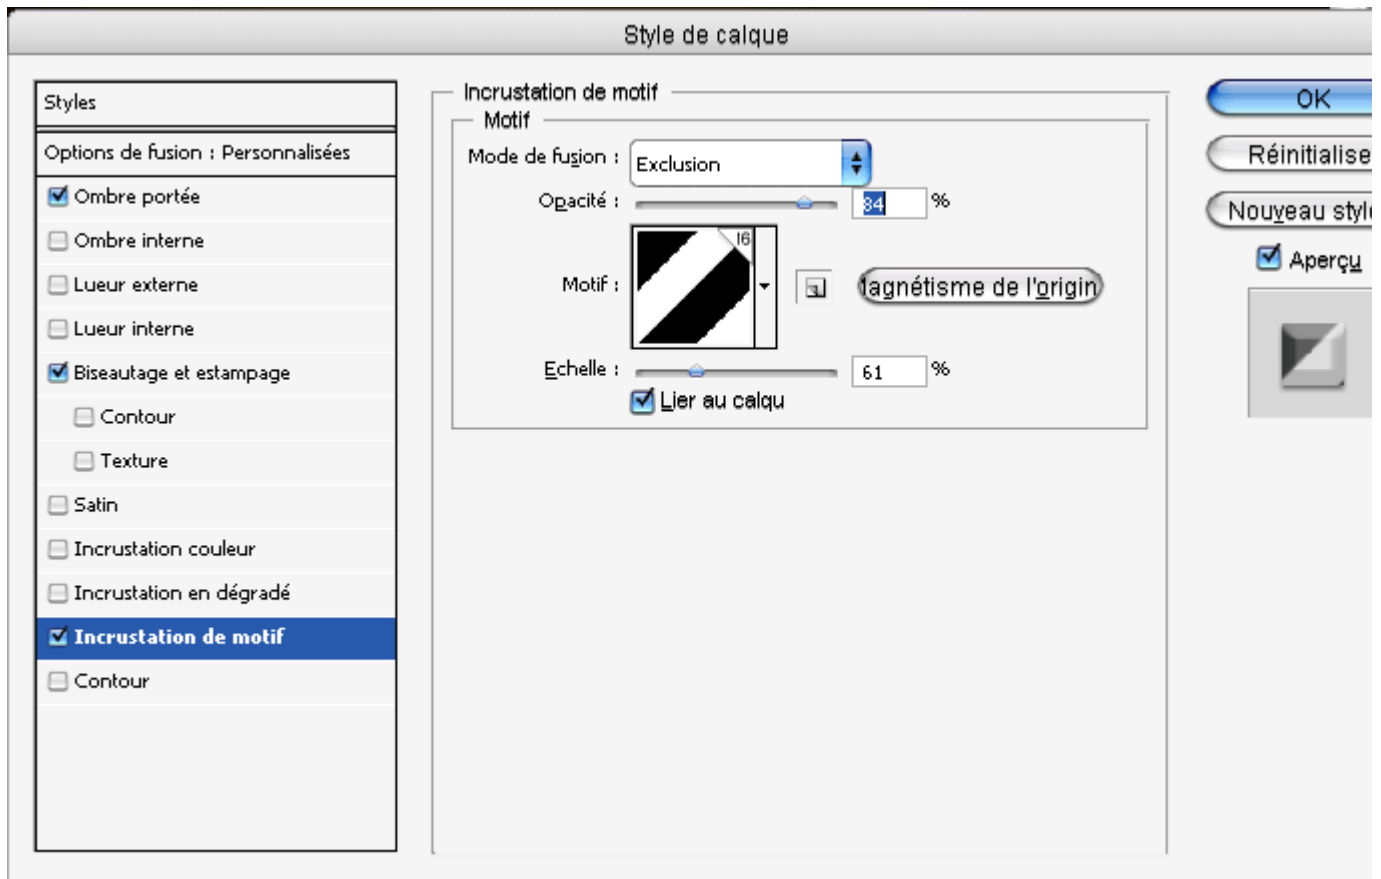 Style de calque
Styles
Options de fusion : Personnalisées
Ombre portée
Ombre interne
Lueur externe
Lueur interne
Biseautage et estampage
Contour
Texture
Satin
Incrustation couleur
Incrustation en dégradé
Incrustation de motif
Contour
Incrustation de motif
Motif
Mode de fusion : Exclusion
Opacité : 84 %
Motif : 16 agnétisme de l'origin
Echelle : 61 %
Lier au calqu
OK
Réinitialise
Nouveau style
Aperçu